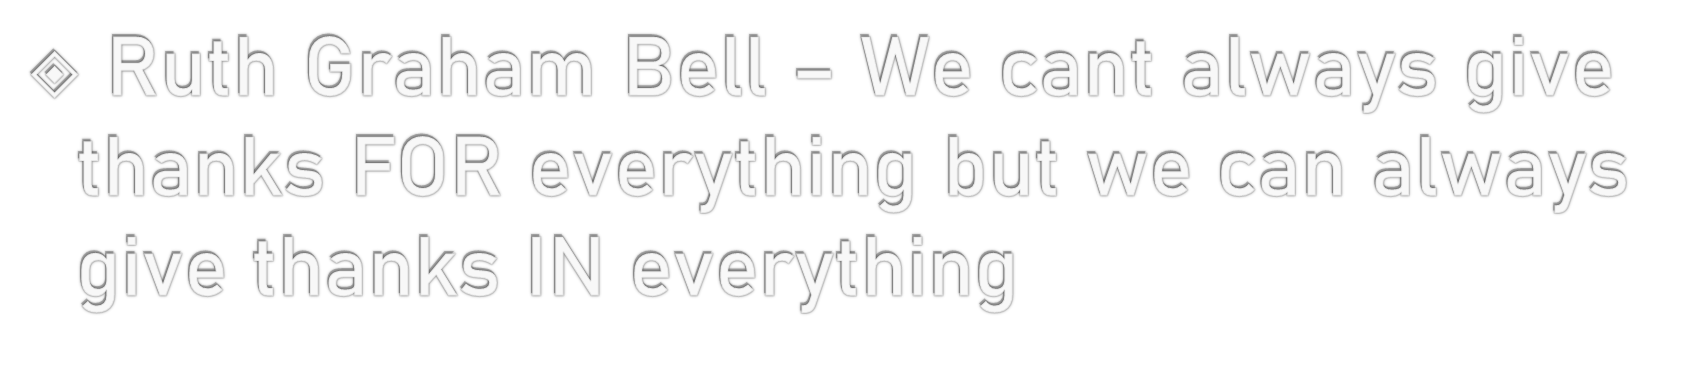 ◈ Ruth Graham Bell – We cant always give
thanks FOR everything but we can always
give thanks IN everything